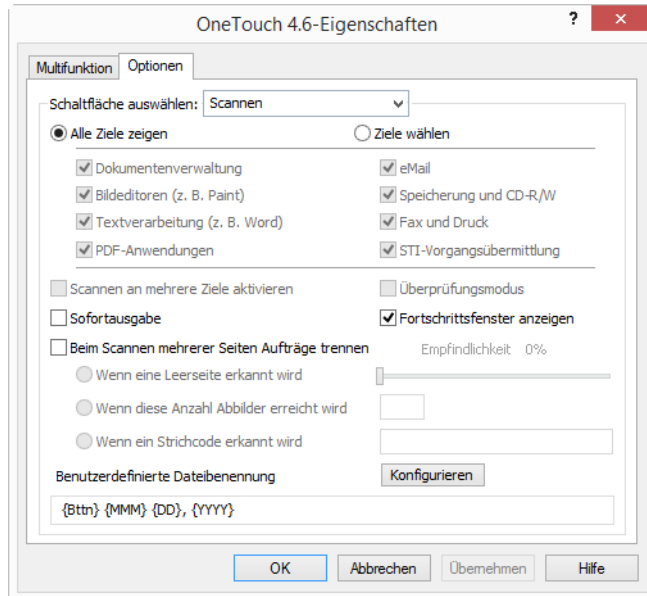 OneTouch 4.6-Eigenschaften ? ×
Multifunktion Optionen
Schaltfläche auswählen: Scannen
Alle Ziele zeigen Ziele wählen
Dokumentenverwaltung eMail
Bildeditoren (z. B. Paint) Speicherung und CD-R/W
Textverarbeitung (z. B. Word) Fax und Druck
PDF-Anwendungen STI-Vorgangsübermittlung
Scannen an mehrere Ziele aktivieren Überprüfungsmodus
Sofortausgabe Fortschrittsfenster anzeigen
Beim Scannen mehrerer Seiten Aufträge trennen Empfindlichkeit 0%
Wenn eine Leerseite erkannt wird
Wenn diese Anzahl Abbilder erreicht wird
Wenn ein Strichcode erkannt wird
Benutzerdefinierte Dateibenennung Konfigurieren
{Bttn} {MMM} {DD}, {YYYY}
OK Abbrechen Übernehmen Hilfe